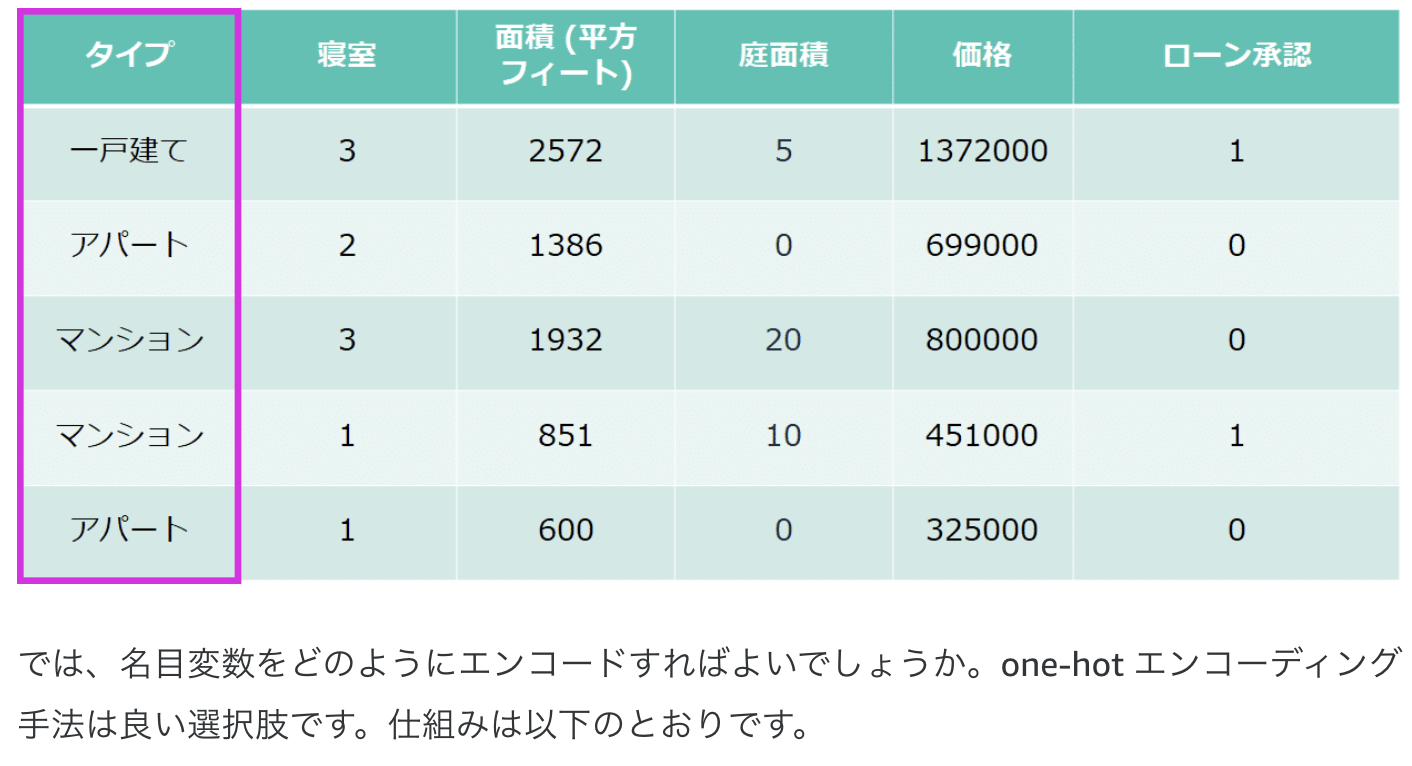 タイプ 寝室 面積 (平方フィート) 庭面積 価格 ローン承認
一戸建て 3 2572 5 1372000 1
アパート 2 1386 0 699000 0
マンション 3 1932 20 800000 0
マンション 1 851 10 451000 1
アパート 1 600 0 325000 0
では、名目変数をどのようにエンコードすればよいでしょうか。one-hot エンコーディング
手法は良い選択肢です。仕組みは以下のとおりです。